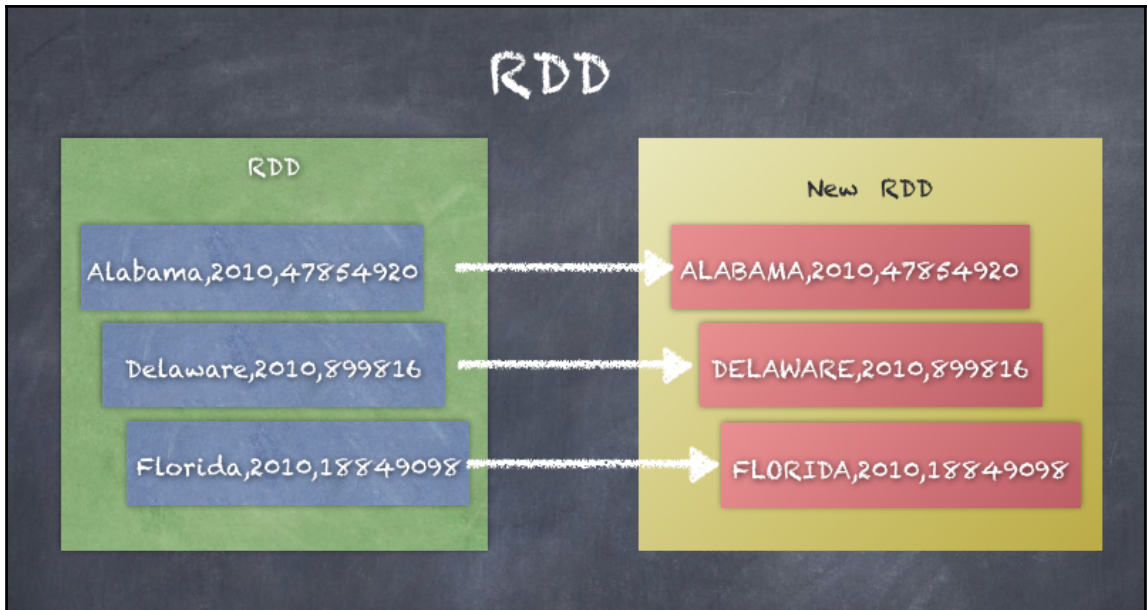 RDD
RDD
Alabama,2010,47854920
Delaware,2010,899816
Florida,2010,18849098
New RDD
ALABAMA,2010,47854920
DELAWARE,2010,899816
FLORIDA,2010,18849098